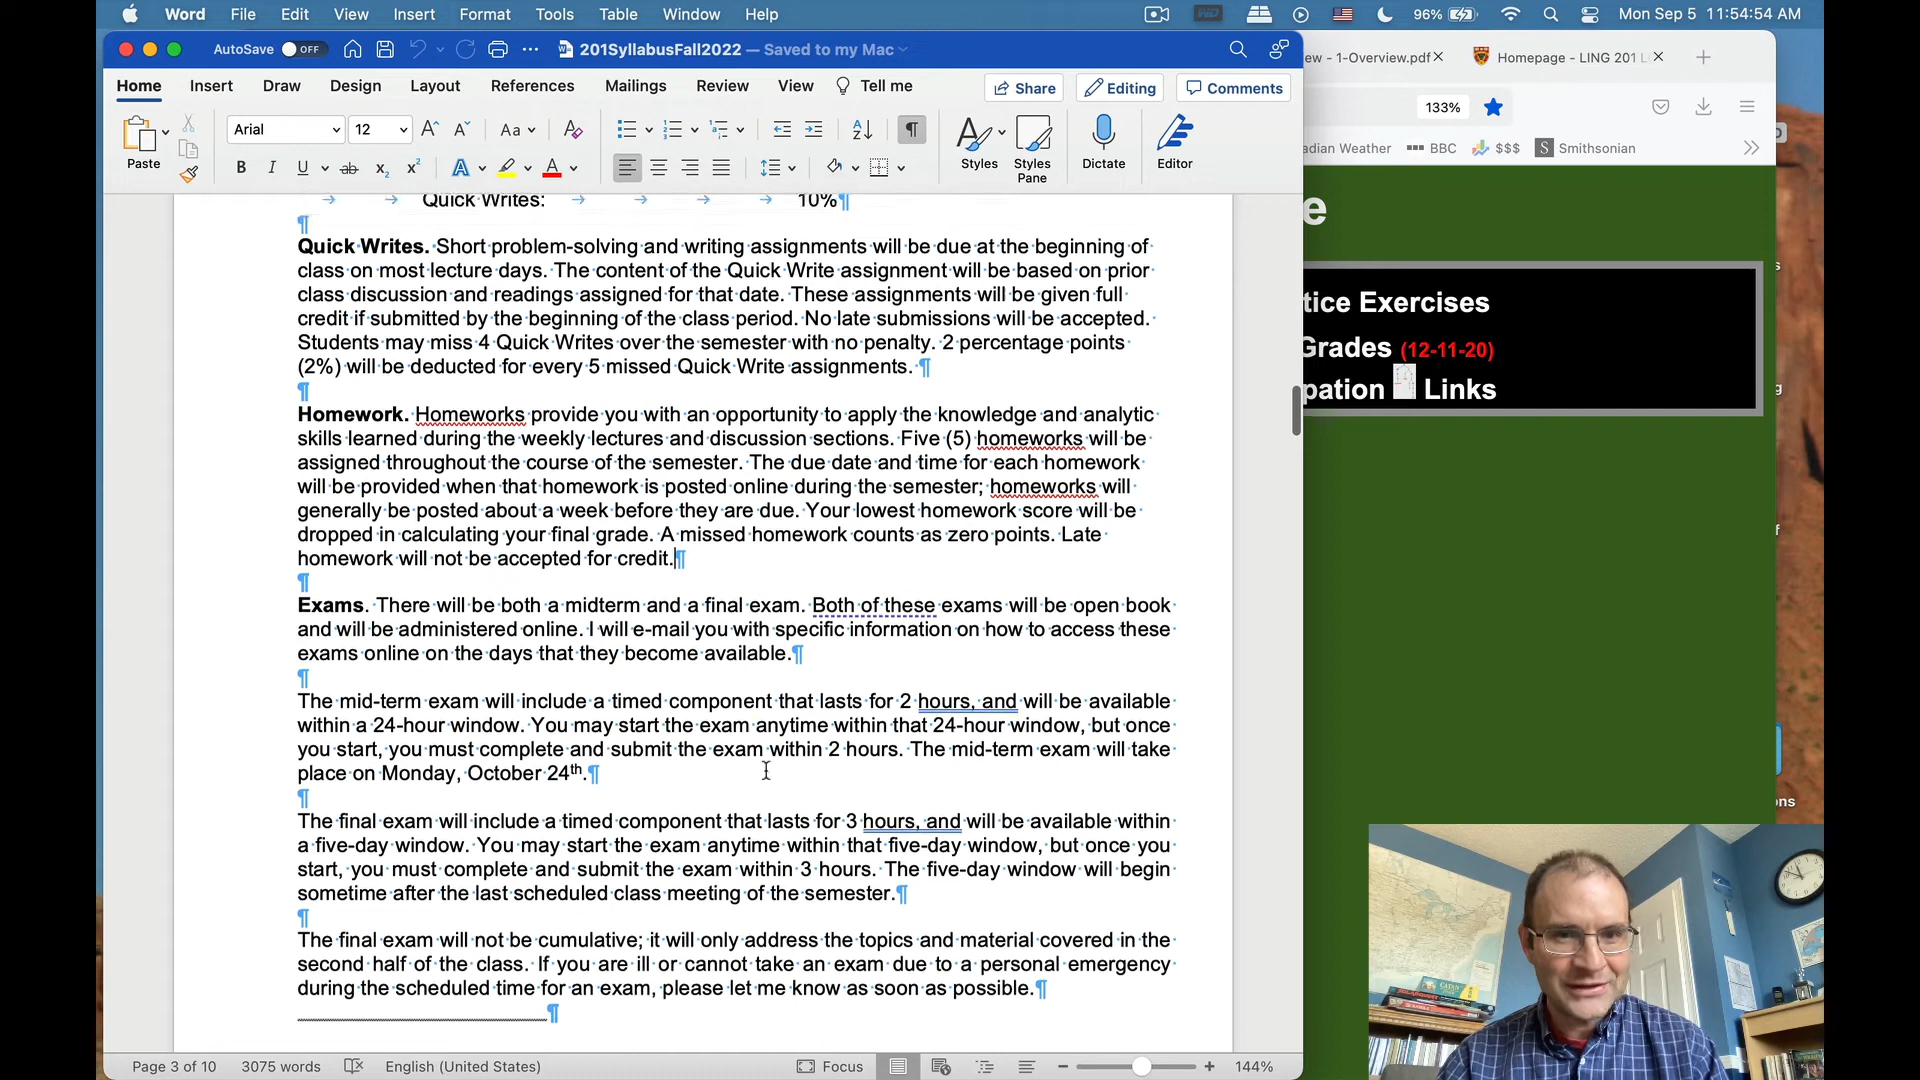 Word File Edit View Insert Format Tools Table Window Help
96% Mon Sep 5 11:54:54 AM
AutoSave OFF 201SyllabusFall2022 — Saved to my Mac
ew - 1-Overview.pdf Homepage - LING 201
Home Insert Draw Design Layout References Mailings Review View Tell me
Share Editing Comments
133%
Arial 12
Aa
Paste
Styles
Styles Pane
Dictate
Editor
adian Weather BBC $$$ Smithsonian
Quick Writes: 10%¶
¶
Quick Writes. Short problem-solving and writing assignments will be due at the beginning of
class on most lecture days. The content of the Quick Write assignment will be based on prior
class discussion and readings assigned for that date. These assignments will be given full
credit if submitted by the beginning of the class period. No late submissions will be accepted.
Students may miss 4 Quick Writes over the semester with no penalty. 2 percentage points
(2%) will be deducted for every 5 missed Quick Write assignments. ¶
¶
Homework. Homeworks provide you with an opportunity to apply the knowledge and analytic
skills learned during the weekly lectures and discussion sections. Five (5) homeworks will be
assigned throughout the course of the semester. The due date and time for each homework
will be provided when that homework is posted online during the semester; homeworks will
generally be posted about a week before they are due. Your lowest homework score will be
dropped in calculating your final grade. A missed homework counts as zero points. Late
homework will not be accepted for credit.¶
¶
Exams. There will be both a midterm and a final exam. Both of these exams will be open book
and will be administered online. I will e-mail you with specific information on how to access these
exams online on the days that they become available.¶
¶
The mid-term exam will include a timed component that lasts for 2 hours, and will be available
within a 24-hour window. You may start the exam anytime within that 24-hour window, but once
you start, you must complete and submit the exam within 2 hours. The mid-term exam will take
place on Monday, October 24th.¶
¶
The final exam will include a timed component that lasts for 3 hours, and will be available within
a five-day window. You may start the exam anytime within that five-day window, but once you
start, you must complete and submit the exam within 3 hours. The five-day window will begin
sometime after the last scheduled class meeting of the semester.¶
¶
The final exam will not be cumulative; it will only address the topics and material covered in the
second half of the class. If you are ill or cannot take an exam due to a personal emergency
during the scheduled time for an exam, please let me know as soon as possible.¶
¶
e
tice Exercises
Grades (12-11-20)
pation Links
ons
CATAN
Page 3 of 10 3075 words English (United States) Focus 144%